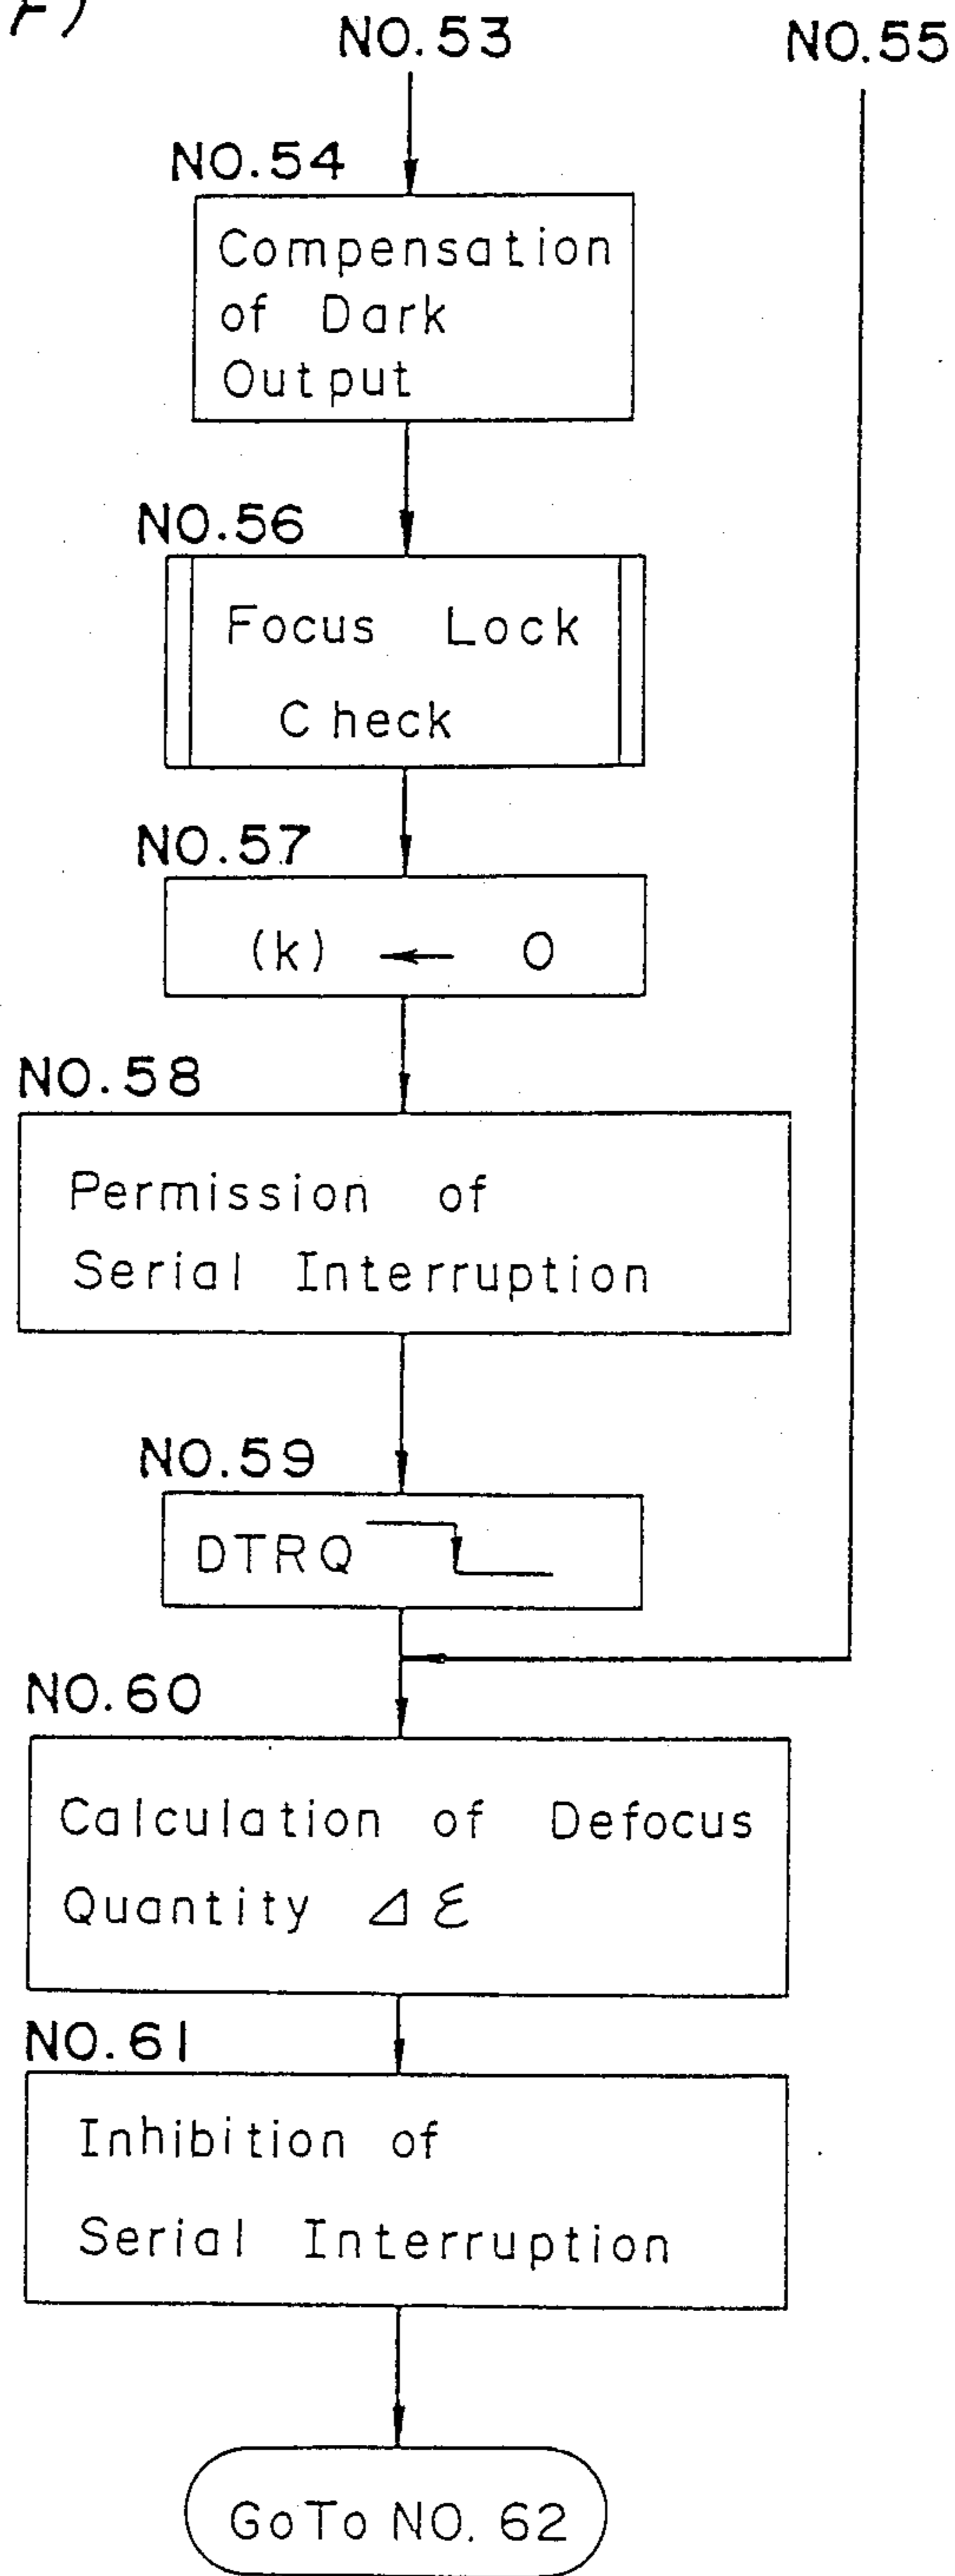 F)
NO.53
NO.55
NO.54
Compensation
of Dark
Output
NO.56
Focus Lock
Check
NO.57
(k) ← 0
NO.58
Permission of
Serial Interruption
NO.59
DTRQ
NO.60
Calculation of Defocus
Quantity Δ ε
NO.61
Inhibition of
Serial Interruption
GoTo NO. 62